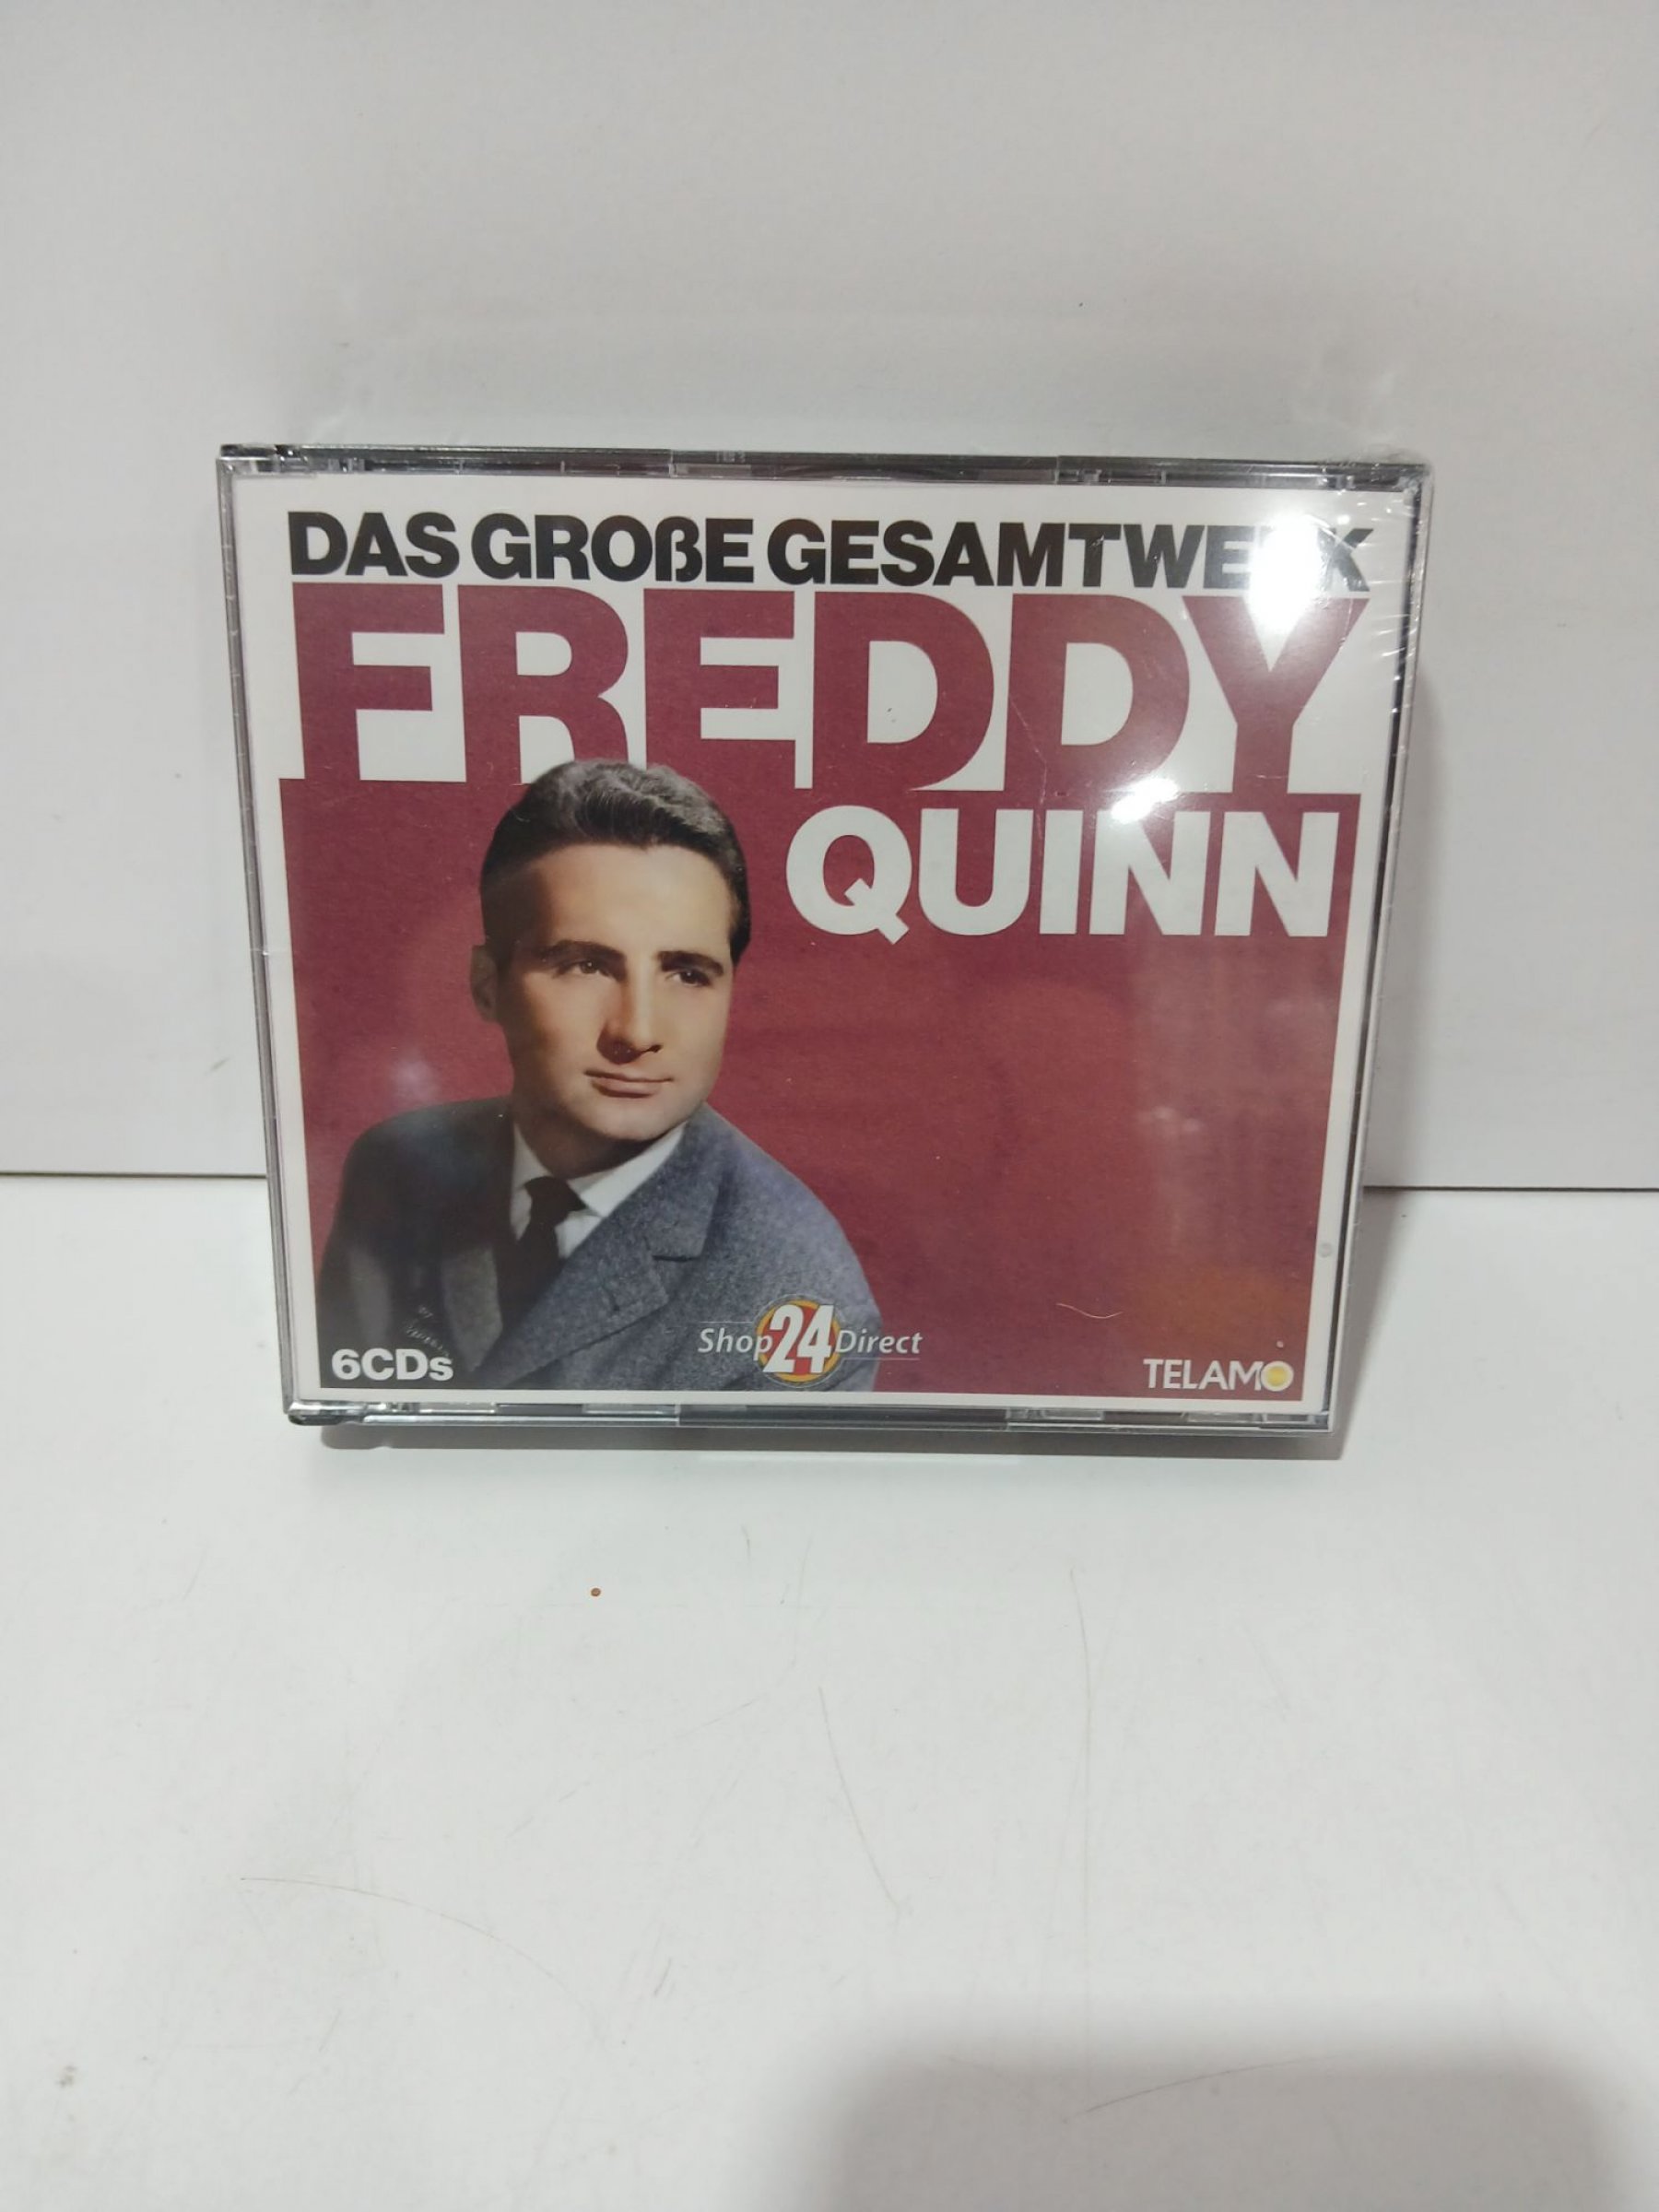 DAS GROßE GESAMTWERK
FREDDY
QUINN
6CDs
Shop 24 Direct
TELAMO